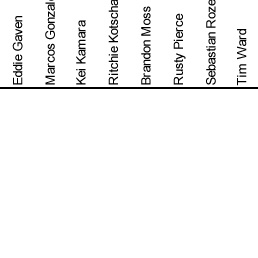 Eddie Gaven
Marcos Gonzal
Kei Kamara
Ritchie Kotscha
Brandon Moss
Rusty Pierce
Sebastian Roze
Tim Ward